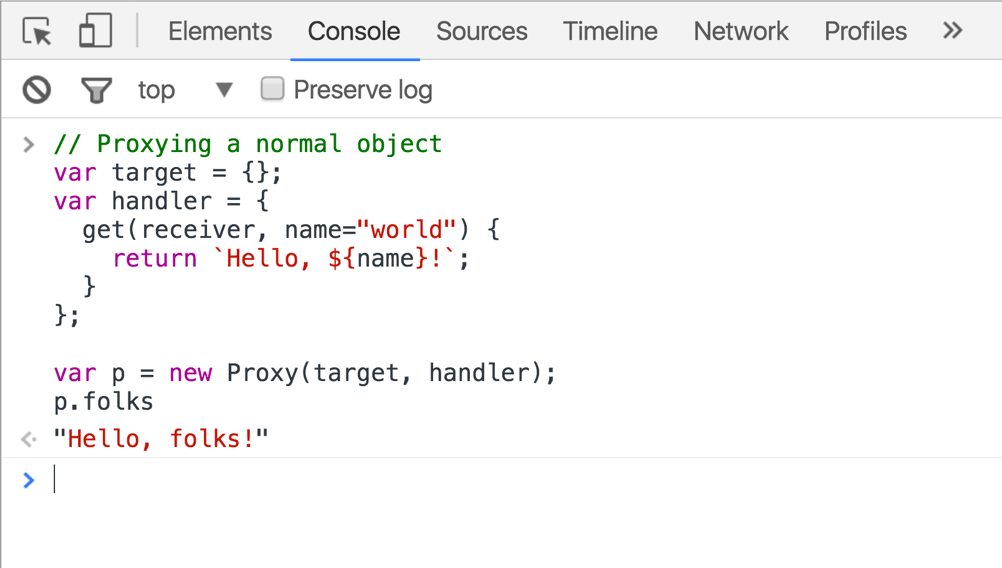 Elements Console Sources Timeline Network Profiles »
top ▼ Preserve log
> // Proxying a normal object
var target = {};
var handler = {
  get(receiver, name="world") {
    return `Hello, ${name}!`;
  }
};
var p = new Proxy(target, handler);
p.folks
"Hello, folks!"
>